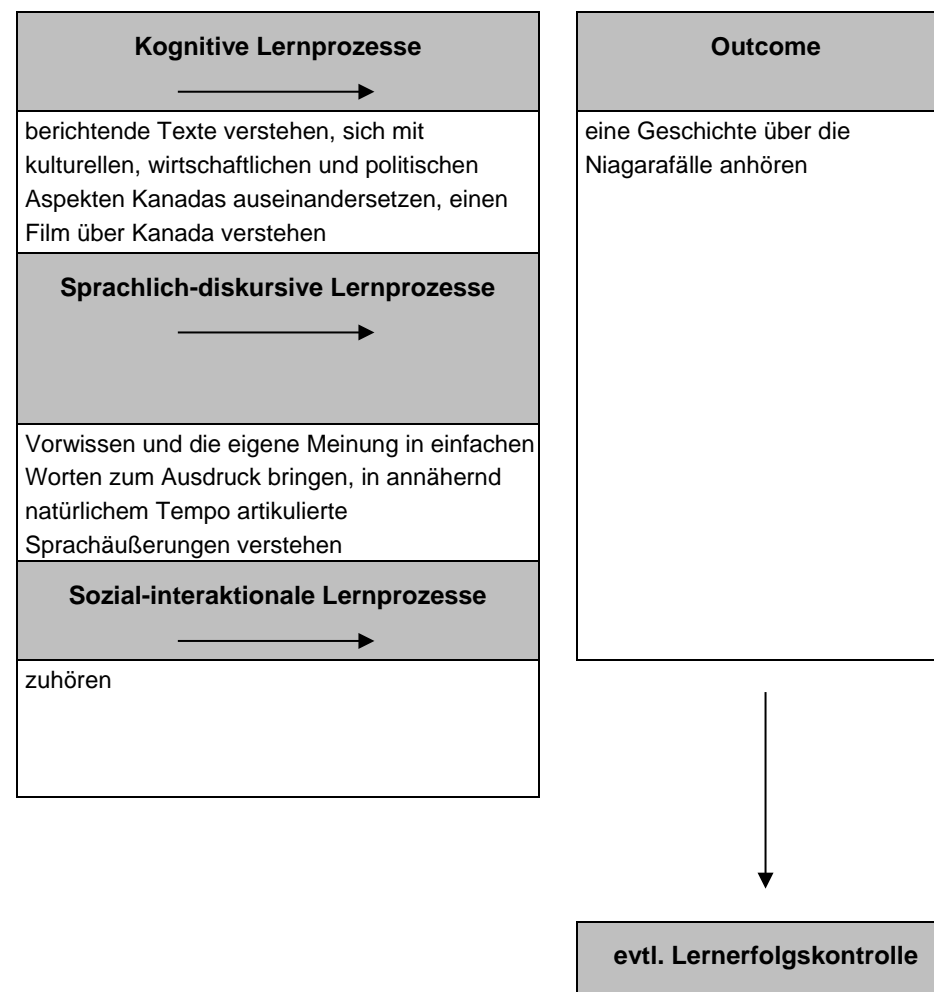 Kognitive Lernprozesse
berichtende Texte verstehen, sich mit
kulturellen, wirtschaftlichen und politischen
Aspekten Kanadas auseinandersetzen, einen
Film über Kanada verstehen
Sprachlich-diskursive Lernprozesse
Vorwissen und die eigene Meinung in einfachen
Worten zum Ausdruck bringen, in annähernd
natürlichem Tempo artikulierte
Sprachäußerungen verstehen
Sozial-interaktionale Lernprozesse
zuhören
Outcome
eine Geschichte über die
Niagarafälle anhören
evtl. Lernerfolgskontrolle